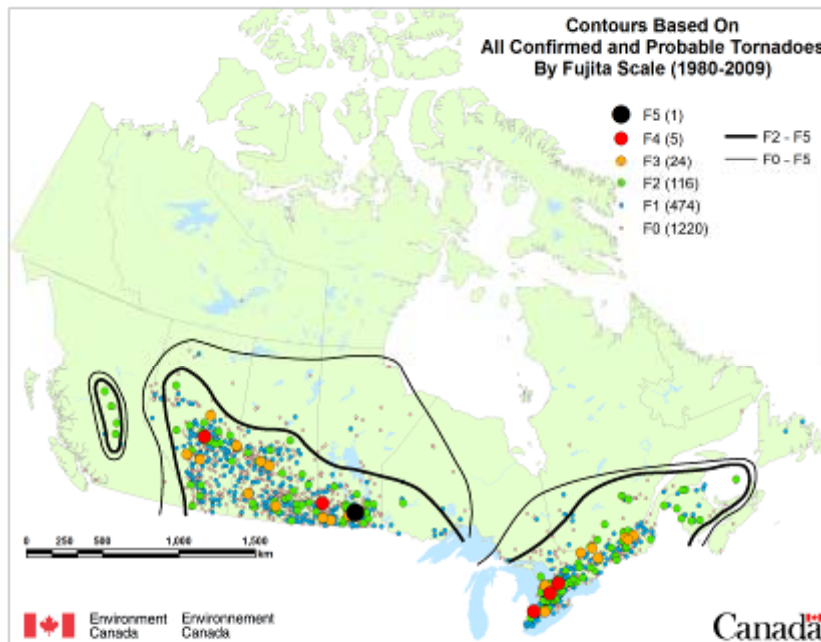 Contours Based On
All Confirmed and Probable Tornadoes
By Fujita Scale (1980-2009)
F5 (1)
F4 (5)
F3 (24)
F2 (116)
F1 (474)
F0 (1220)
F2 - F5
F0 - F5
0 250 500 1,000 1,500
km
Environment Environnement
Canada Canada
Canada